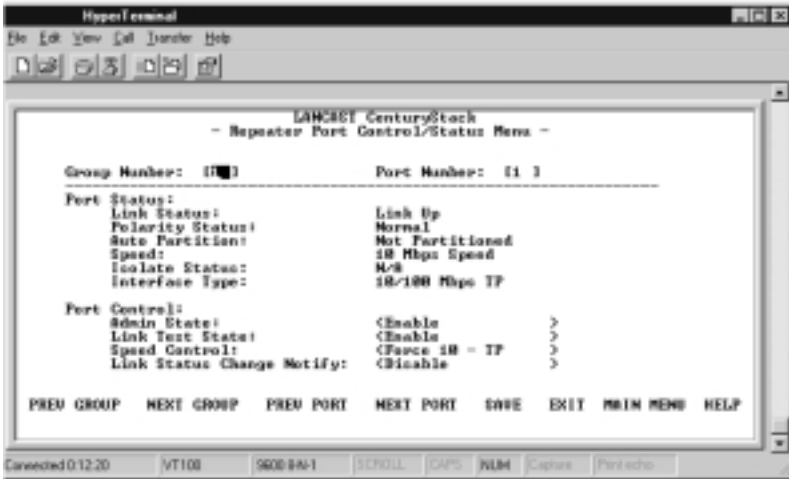 HyperTerminal
File Edit View Call Transfer Help
LANCAST CenturyStack
- Repeater Port Control/Status Menu -
Group Number: [ ] Port Number: [1 ]
Port Status:
Link Status: Link Up
Polarity Status: Normal
Auto Partition: Not Partitioned
Speed: 10 Mbps Speed
Isolate Status: N/A
Interface Type: 10/100 Mbps TP
Port Control:
Admin State: <Enable >
Link Test State: <Enable >
Speed Control: <Force 10 - TP >
Link Status Change Notify: <Disable >
PREV GROUP NEXT GROUP PREV PORT NEXT PORT SAVE EXIT MAIN MENU HELP
Connected 0:12:20 VT100 9600 8-N-1 SCROLL CAPS NUM Capture Print echo